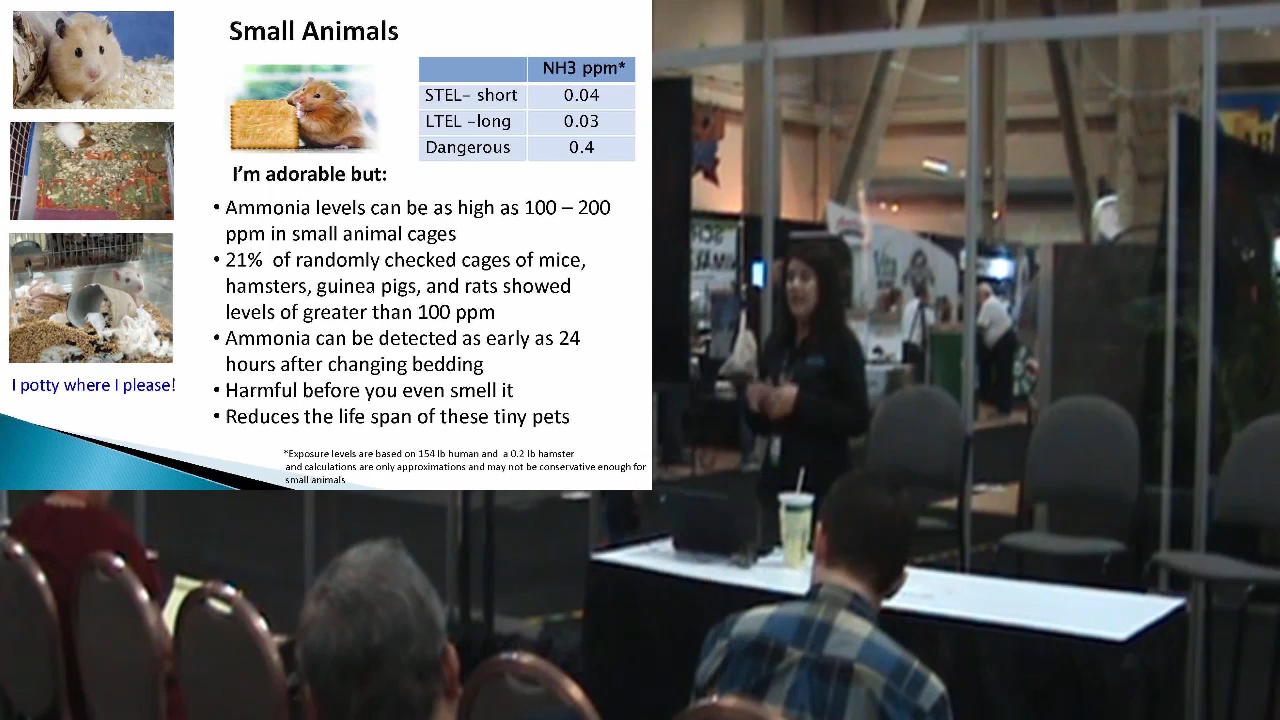 Small Animals
NH3 ppm*
STEL- short 0.04
LTEL -long 0.03
Dangerous 0.4
I'm adorable but:
• Ammonia levels can be as high as 100 – 200
ppm in small animal cages
• 21% of randomly checked cages of mice,
hamsters, guinea pigs, and rats showed
levels of greater than 100 ppm
• Ammonia can be detected as early as 24
hours after changing bedding
• Harmful before you even smell it
• Reduces the life span of these tiny pets
I potty where I please!
*Exposure levels are based on 154 lb human and a 0.2 lb hamster
and calculations are only approximations and may not be conservative enough for
small animals